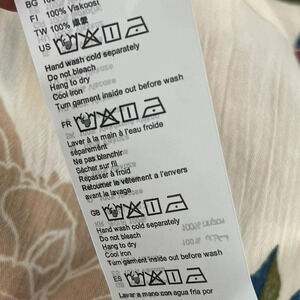 BG 100%
FI 100% Viskoosi
TW 100%
US
Hand wash cold separately
Do not bleach
Hang to dry
Cool iron
Turn garment inside out before wash
FR
Laver à la main à l'eau froide
séparément
Ne pas blanchir
Sécher sur fil
Repasser à froid
Retourner le vêtement à l'envers
avant le lavage
GB
Hand wash cold separately
Do not bleach
Hang to dry
Cool iron
Turn garment inside out before wash
ES
Lavar a mano con agua fría por